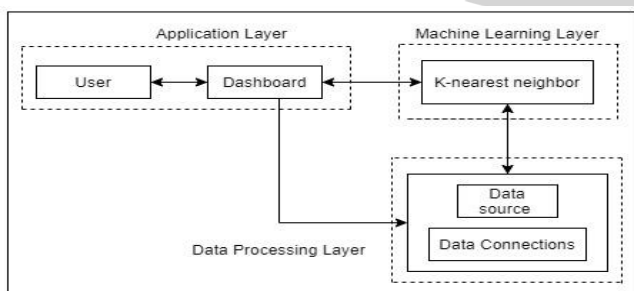 Application Layer
Machine Learning Layer
User
Dashboard
K-nearest neighbor
Data
source
Data Connections
Data Processing Layer